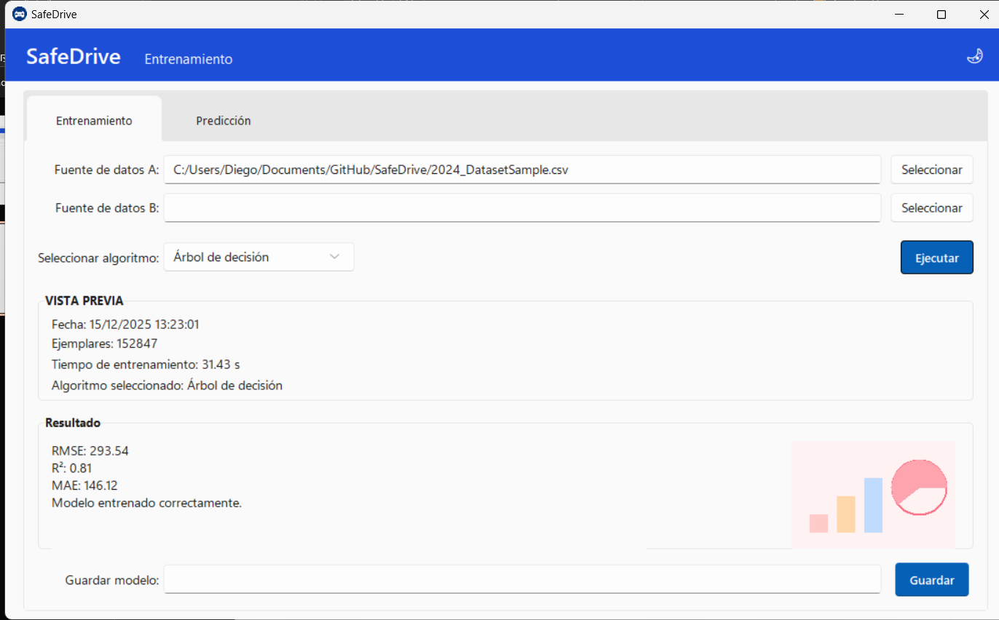 SafeDrive
SafeDrive Entrenamiento
Entrenamiento Predicción
Fuente de datos A: C:/Users/Diego/Documents/GitHub/SafeDrive/2024_DatasetSample.csv Seleccionar
Fuente de datos B: Seleccionar
Seleccionar algoritmo: Árbol de decisión Ejecutar
VISTA PREVIA
Fecha: 15/12/2025 13:23:01
Ejemplares: 152847
Tiempo de entrenamiento: 31.43 s
Algoritmo seleccionado: Árbol de decisión
Resultado
RMSE: 293.54
R²: 0.81
MAE: 146.12
Modelo entrenado correctamente.
Guardar modelo: Guardar